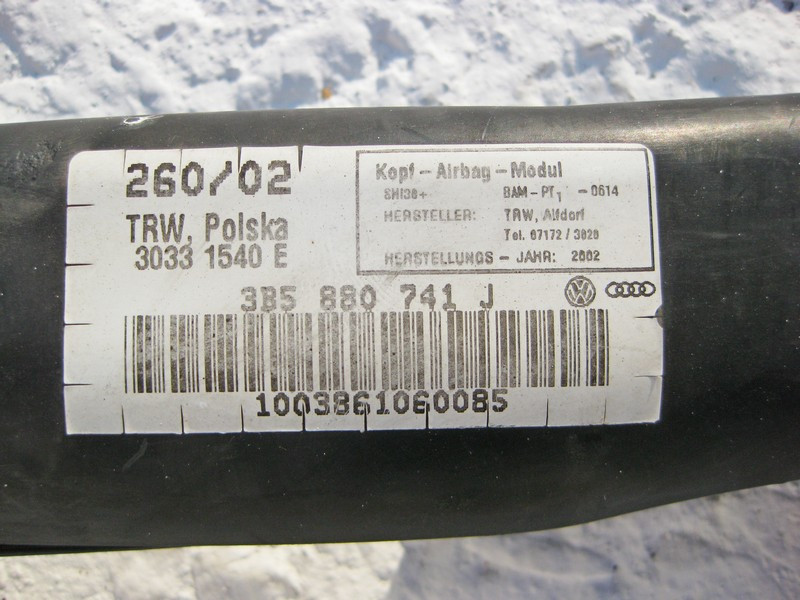 260/02
TRW, Polska
3033 1540 E
Kopf - Airbag - Modul
SHI30+ BAM - PT1 - 0614
HERSTELLER: TRW, Alfdorf
Tel. 07172 / 3020
HERSTELLUNGS - JAHR: 2002
3B5 880 741 J
1003861060085